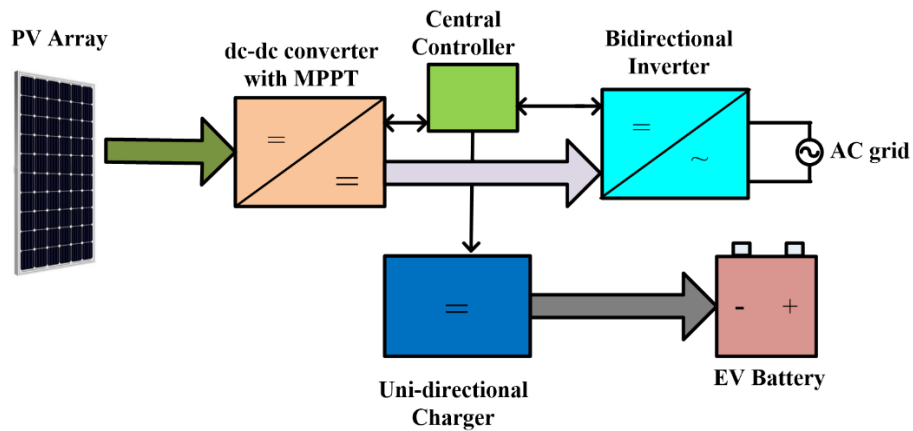 PV Array
dc-dc converter
with MPPT
Central
Controller
Bidirectional
Inverter
=
=
=
~
AC grid
=
- +
Uni-directional
Charger
EV Battery